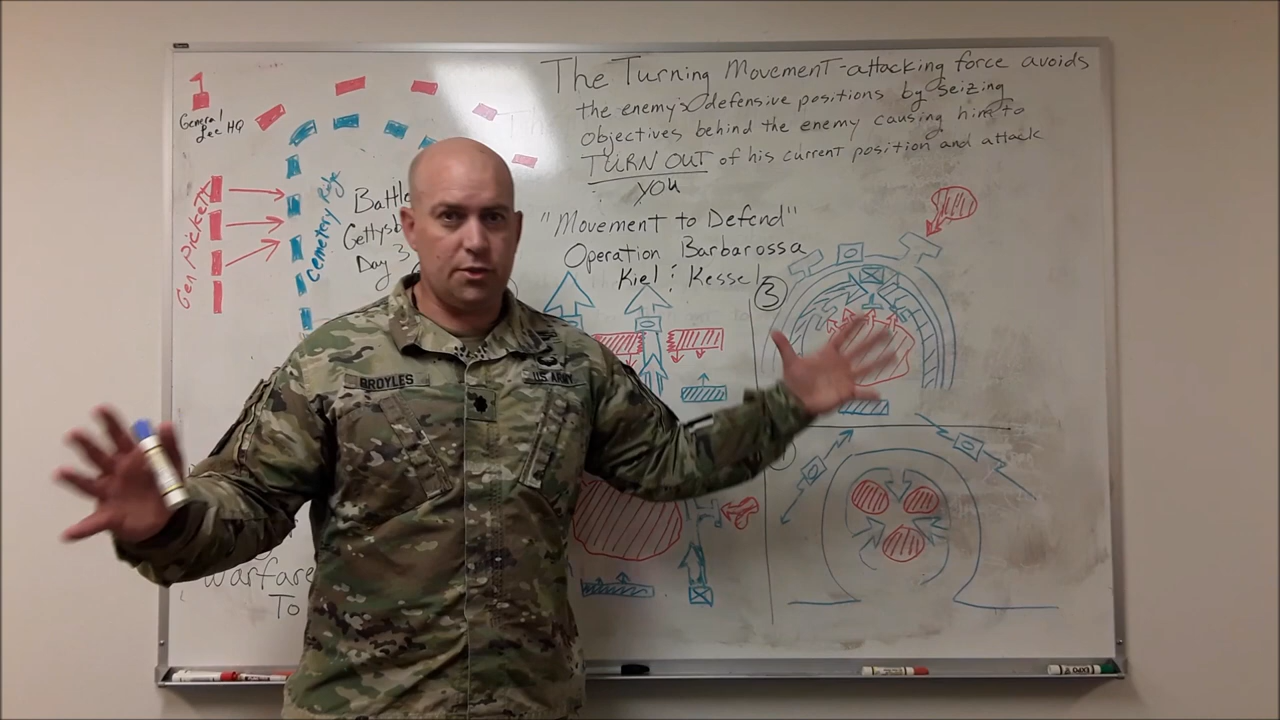 The Turning Movement - attacking force avoids
the enemy's defensive positions by seizing
objectives behind the enemy causing him to
TURN OUT of his current position and attack
you
General
Lee HQ
Gen Pickett
Cemetery Ridge
Battle
Day 3
"Movement to Defend"
Operation Barbarossa
Kiel : Kessel
3
BROYLES
U.S. ARMY
Warfare
To
EXPO